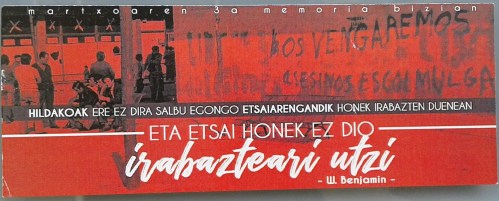 martxoaren 3a memoria bizian
OS VENGAREMOS
ASESINOS, ESCORIA
HILDAKOAK ERE EZ DIRA SALBU EGONGO ETSAIARENGANDIK HONEK IRABAZTEN DUENEAN
ETA ETSAI HONEK EZ DIO
irabazteari utzi
- W. Benjamin -